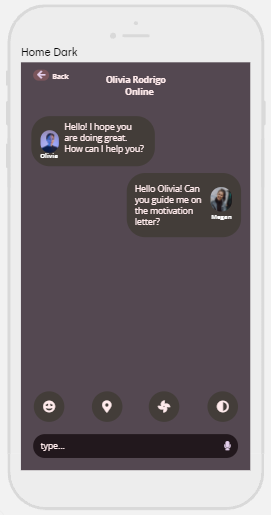 Home Dark
Back
Olivia Rodrigo
Online
Hello! I hope you
are doing great.
How can I help you?
Olivia
Hello Olivia! Can
you guide me on
the motivation
letter?
Megan
type...